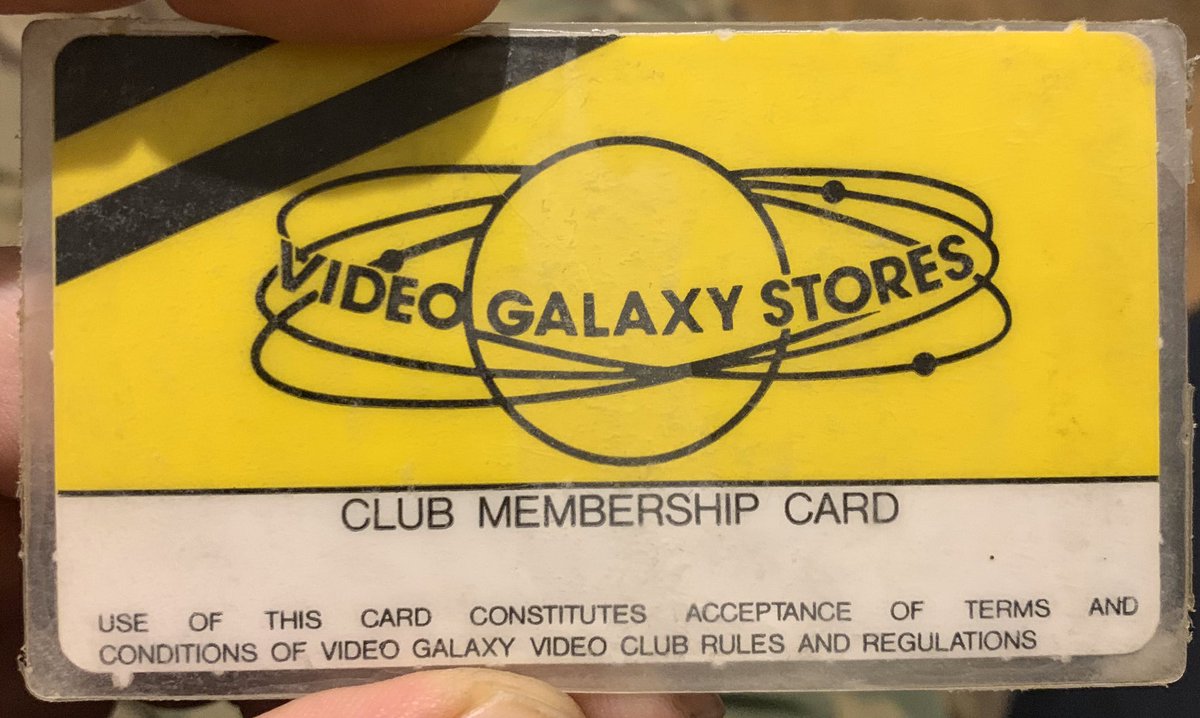 VIDEO GALAXY STORES
CLUB MEMBERSHIP CARD
USE OF THIS CARD CONSTITUTES ACCEPTANCE OF TERMS AND
CONDITIONS OF VIDEO GALAXY VIDEO CLUB RULES AND REGULATIONS